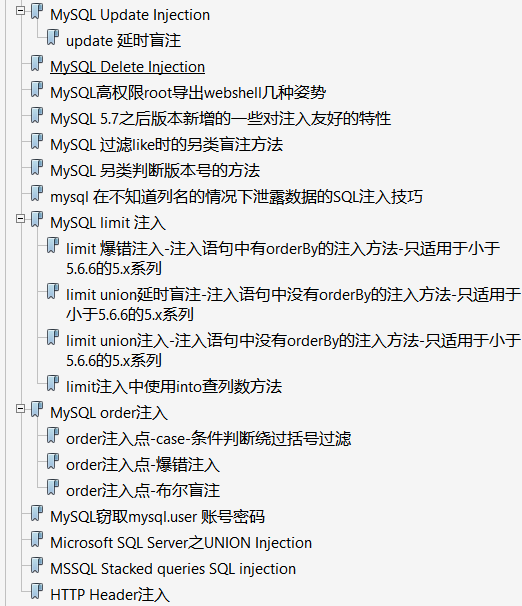 MySQL Update Injection
update 延时盲注
MySQL Delete Injection
MySQL高权限root导出webshell几种姿势
MySQL 5.7之后版本新增的一些对注入友好的特性
MySQL 过滤like时的另类盲注方法
MySQL 另类判断版本号的方法
mysql 在不知道列名的情况下泄露数据的SQL注入技巧
MySQL limit 注入
limit 爆错注入-注入语句中有orderBy的注入方法-只适用于小于
5.6.6的5.x系列
limit union延时盲注-注入语句中没有orderBy的注入方法-只适用于
小于5.6.6的5.x系列
limit union注入-注入语句中没有orderBy的注入方法-只适用于小于
5.6.6的5.x系列
limit注入中使用into查列数方法
MySQL order注入
order注入点-case-条件判断绕过括号过滤
order注入点-爆错注入
order注入点-布尔盲注
MySQL窃取mysql.user 账号密码
Microsoft SQL Server之UNION Injection
MSSQL Stacked queries SQL injection
HTTP Header注入